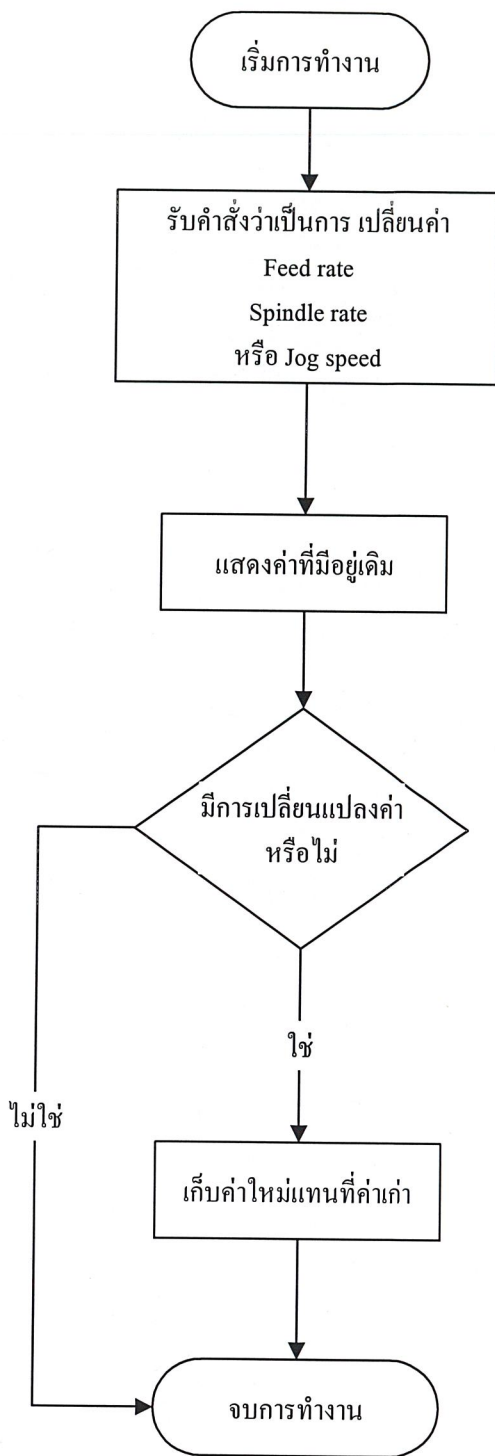 เริ่มการทำงาน
รับคำสั่งว่าเป็นการ เปลี่ยนค่า
Feed rate
Spindle rate
หรือ Jog speed
แสดงค่าที่มีอยู่เดิม
มีการเปลี่ยนแปลงค่า
หรือไม่
ใช่
ไม่ใช่
เก็บค่าใหม่แทนที่ค่าเก่า
จบการทำงาน